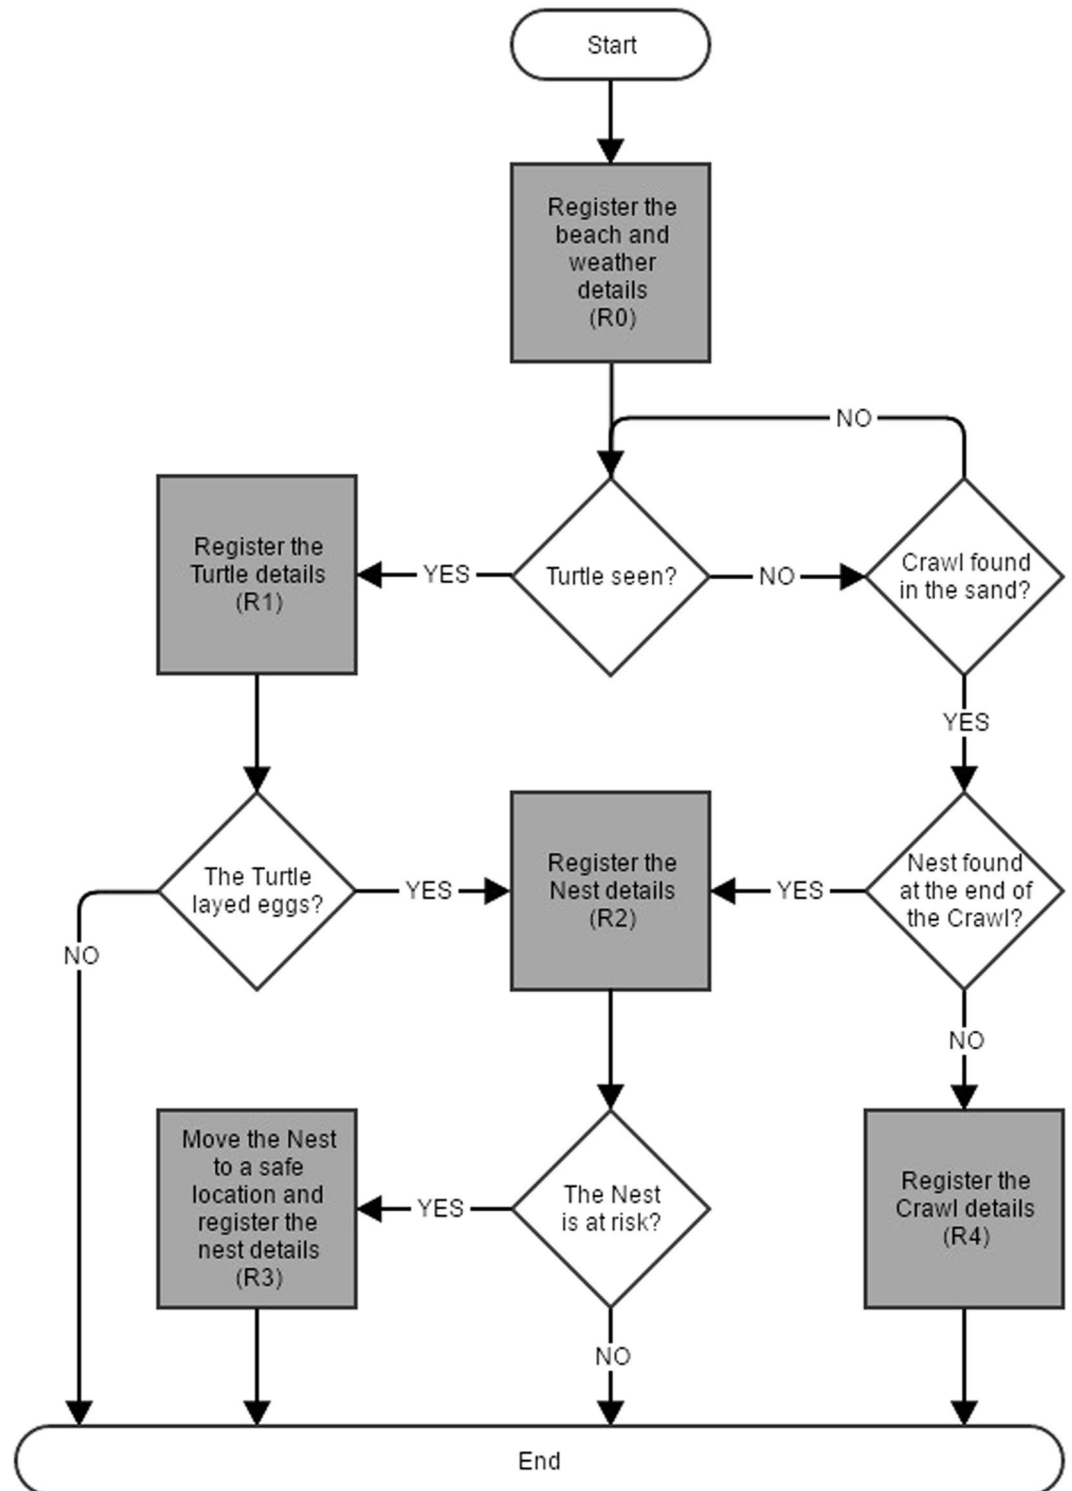 Start
Register the
beach and
weather
details
(R0)
NO
Register the
Turtle details
(R1)
YES
Turtle seen?
NO
Crawl found
in the sand?
YES
The Turtle
layed eggs?
YES
Register the
Nest details
(R2)
YES
Nest found
at the end of
the Crawl?
NO
NO
Move the Nest
to a safe
location and
register the
nest details
(R3)
YES
The Nest
is at risk?
Register the
Crawl details
(R4)
NO
End